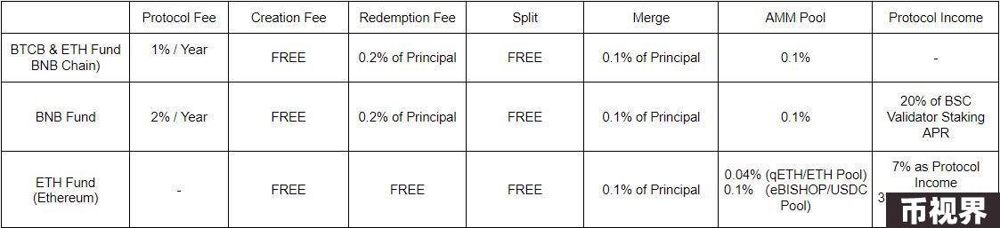 Protocol Fee Creation Fee Redemption Fee Split Merge AMM Pool Protocol Income
BTCB & ETH Fund
BNB Chain)
1% / Year
FREE 0.2% of Principal FREE 0.1% of Principal 0.1% -
BNB Fund 2% / Year FREE 0.2% of Principal FREE 0.1% of Principal 0.1%
20% of BSC
Validator Staking
APR
ETH Fund
(Ethereum)
- FREE FREE FREE 0.1% of Principal
0.04% (qETH/ETH Pool)
0.1% (eBISHOP/USDC
Pool)
7% as Protocol
Income
3
币视界